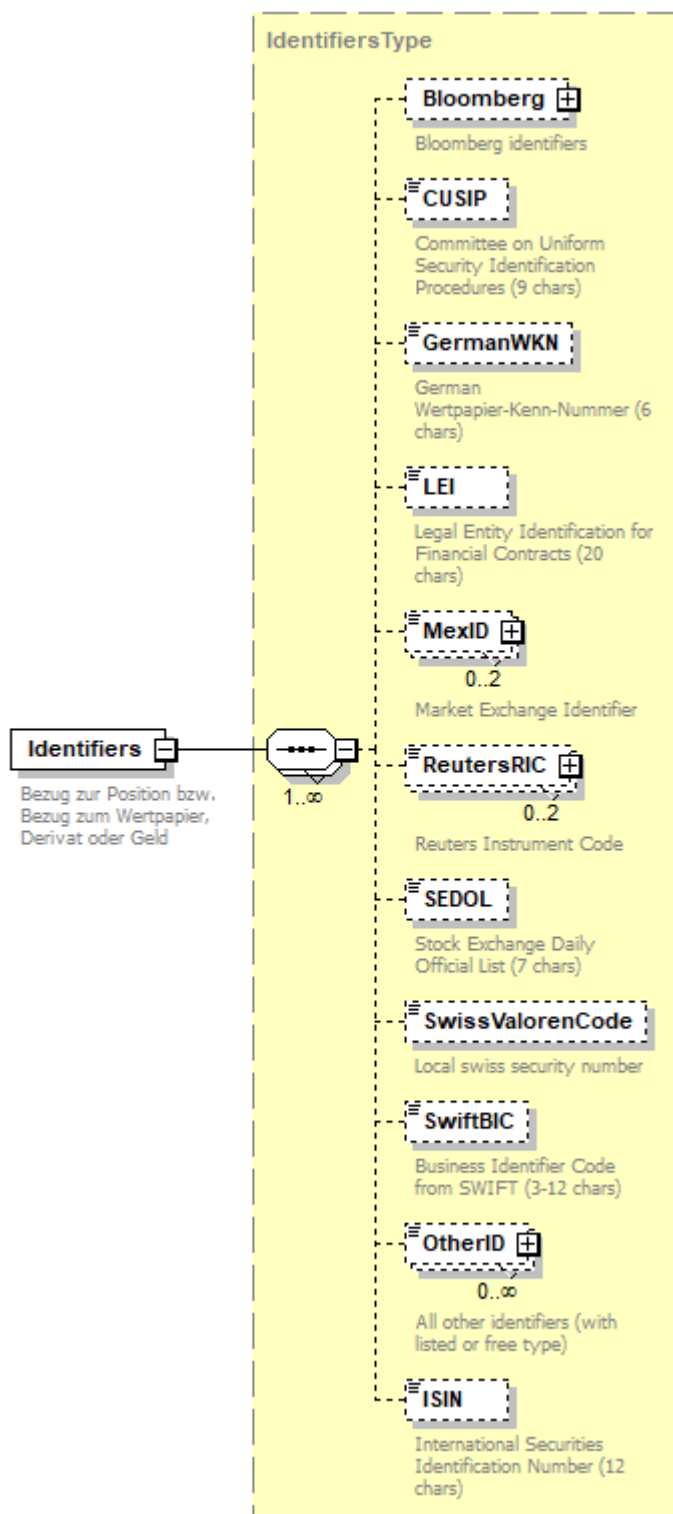 IdentifiersType
Bloomberg
Bloomberg identifiers
CUSIP
Committee on Uniform
Security Identification
Procedures (9 chars)
GermanWKN
German
Wertpapier-Kenn-Nummer (6
chars)
LEI
Legal Entity Identification for
Financial Contracts (20
chars)
MexID
0..2
Market Exchange Identifier
Identifiers
Bezug zur Position bzw.
Bezug zum Wertpapier,
Derivat oder Geld
1..∞
ReutersRIC
0..2
Reuters Instrument Code
SEDOL
Stock Exchange Daily
Official List (7 chars)
SwissValorenCode
Local swiss security number
SwiftBIC
Business Identifier Code
from SWIFT (3-12 chars)
OtherID
0..∞
All other identifiers (with
listed or free type)
ISIN
International Securities
Identification Number (12
chars)